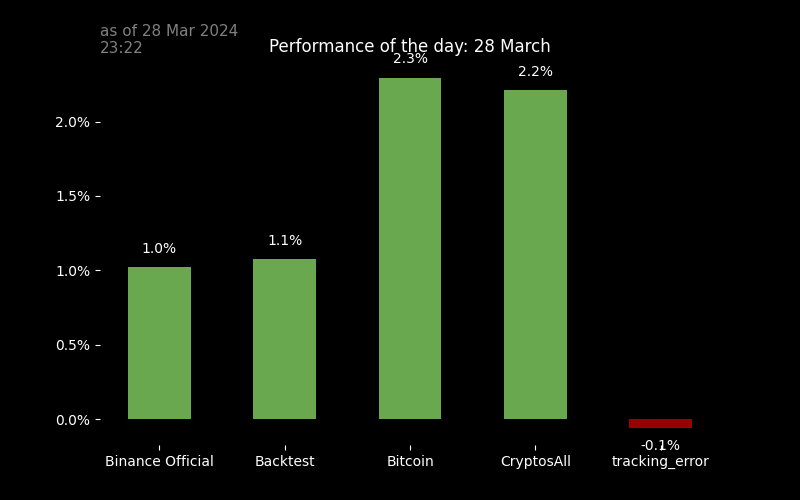 as of 28 Mar 2024
23:22
Performance of the day: 28 March
2.3%
2.2%
2.0%
1.5%
1.1%
1.0%
1.0%
0.5%
0.0%
-0.1%
Binance Official
Backtest
Bitcoin
CryptosAll
tracking_error